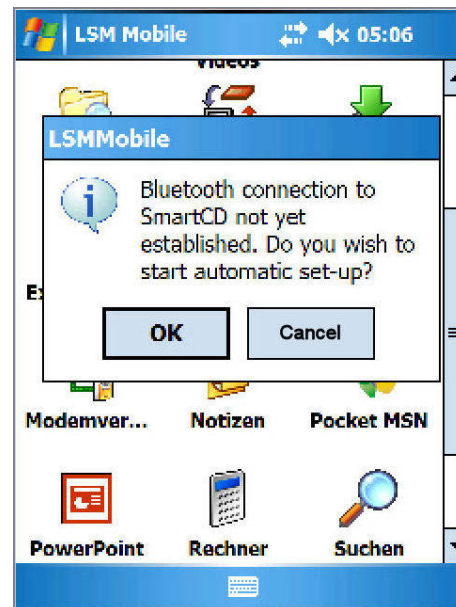 LSM Mobile 05:06
LSMMobile
Bluetooth connection to
SmartCD not yet
established. Do you wish to
start automatic set-up?
OK Cancel
Modemver... Notizen Pocket MSN
PowerPoint Rechner Suchen